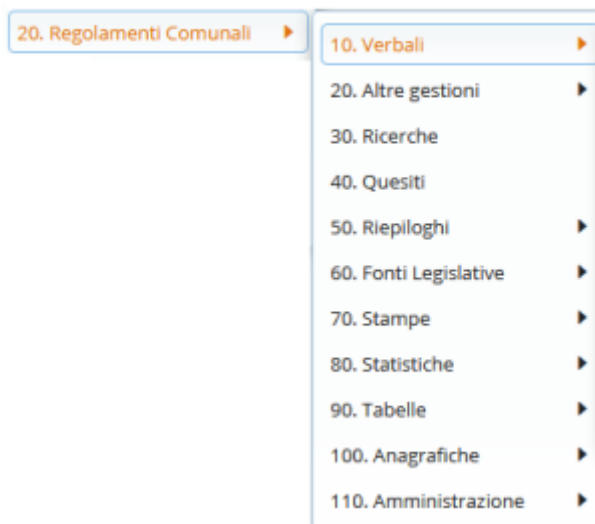 20. Regolamenti Comunali
10. Verbali
20. Altre gestioni
30. Ricerche
40. Quesiti
50. Riepiloghi
60. Fonti Legislative
70. Stampe
80. Statistiche
90. Tabelle
100. Anagrafiche
110. Amministrazione